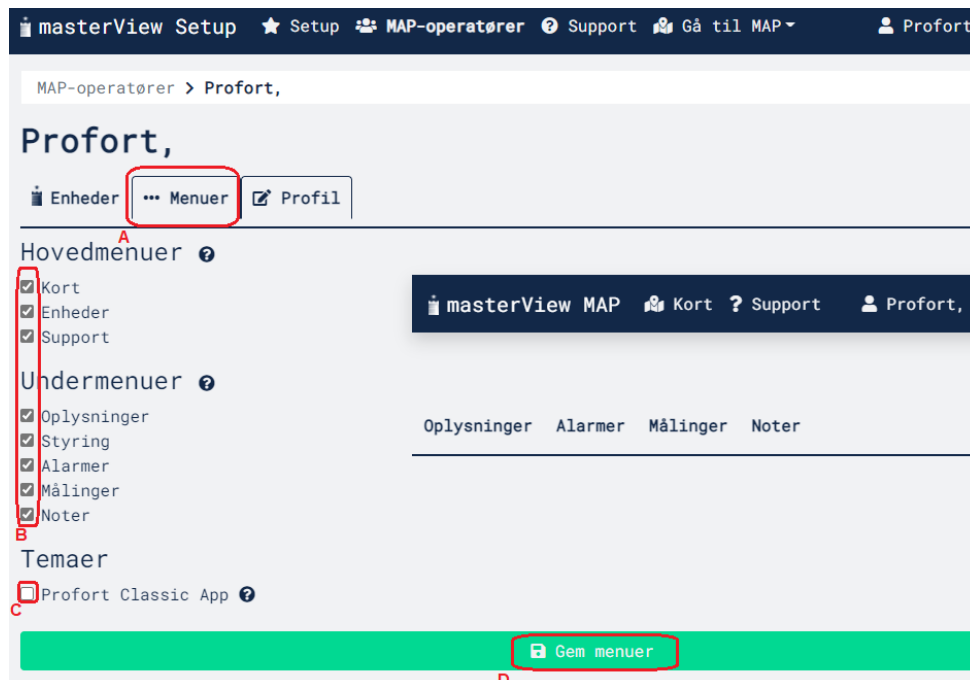 masterView Setup Setup MAP-operatører Support Gå til MAP Profort
MAP-operatører > Profort,
Profort,
Enheder ••• Menuer Profil
A
Hovedmenuer ?
Kort
Enheder
Support
masterView MAP Kort ? Support Profort,
Undermenuer ?
Oplysninger
Styring
Alarmer
Målinger
Noter
B
Oplysninger Alarmer Målinger Noter
Temaer
Profort Classic App ?
C
Gem menuer
D